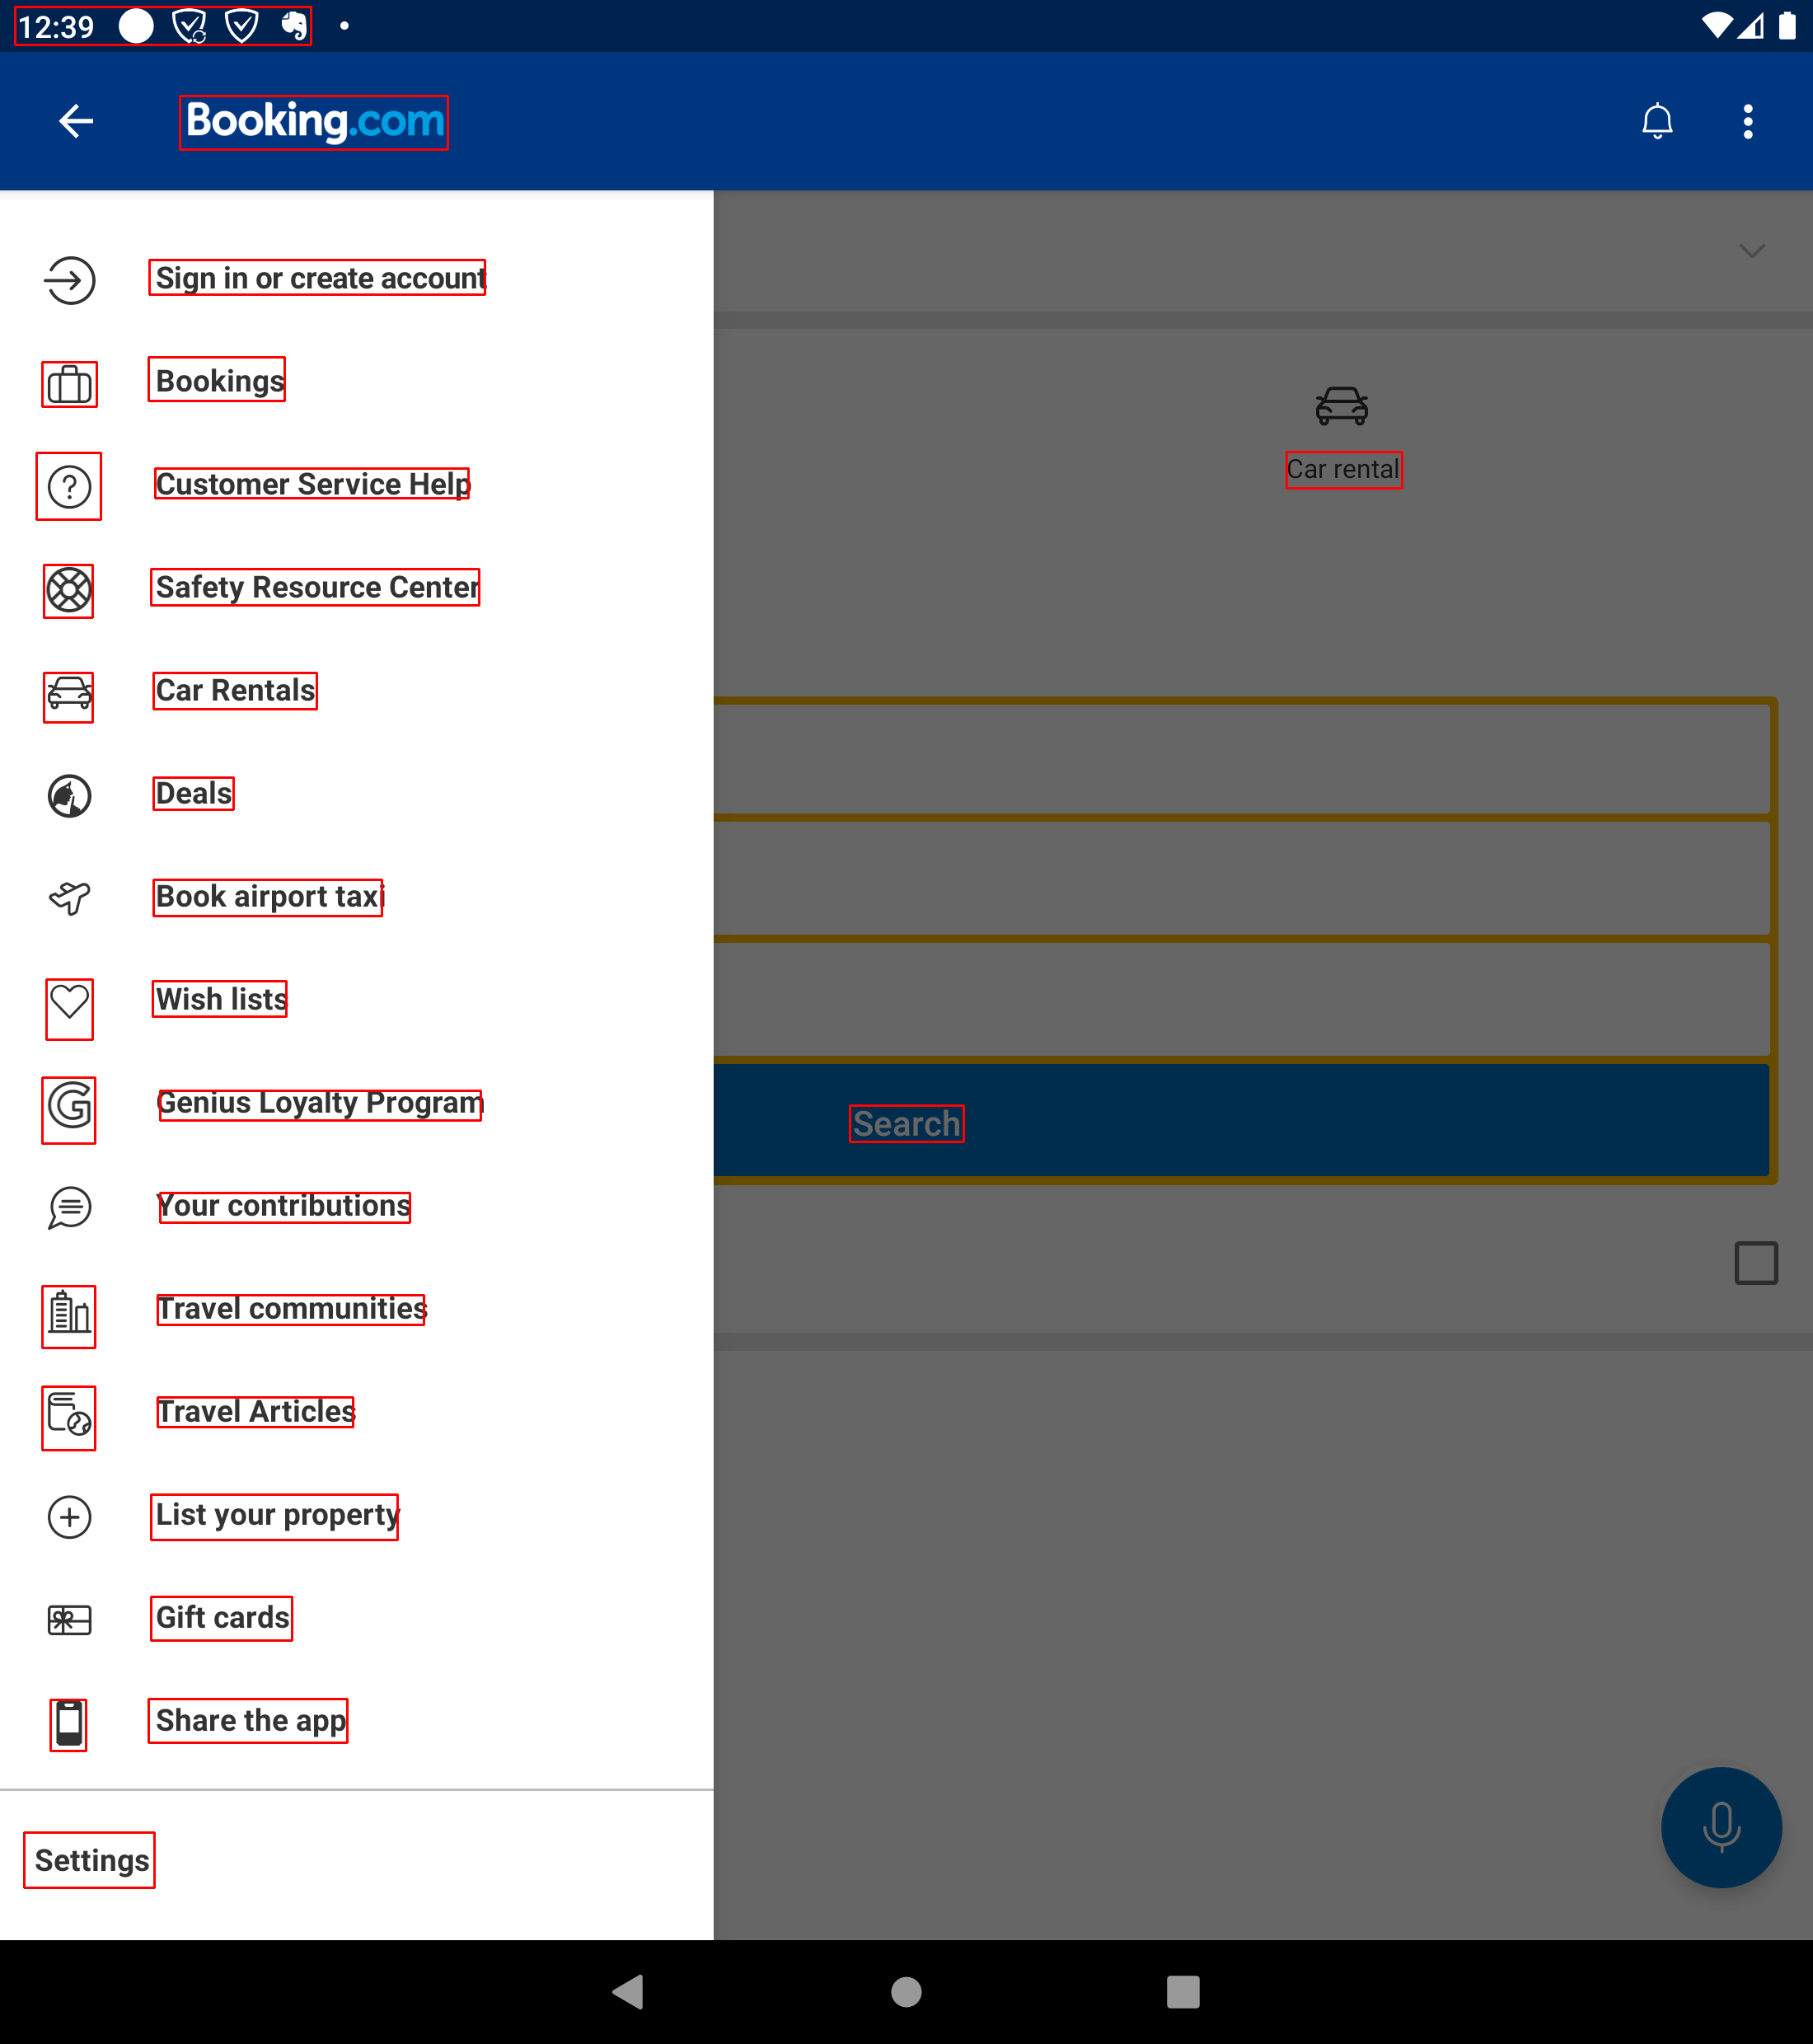 12:39
Booking.com
Sign in or create account
Bookings
Customer Service Help
Safety Resource Center
Car Rentals
Deals
Book airport taxi
Wish lists
Genius Loyalty Program
Your contributions
Travel communities
Travel Articles
List your property
Gift cards
Share the app
Settings
Car rental
Search